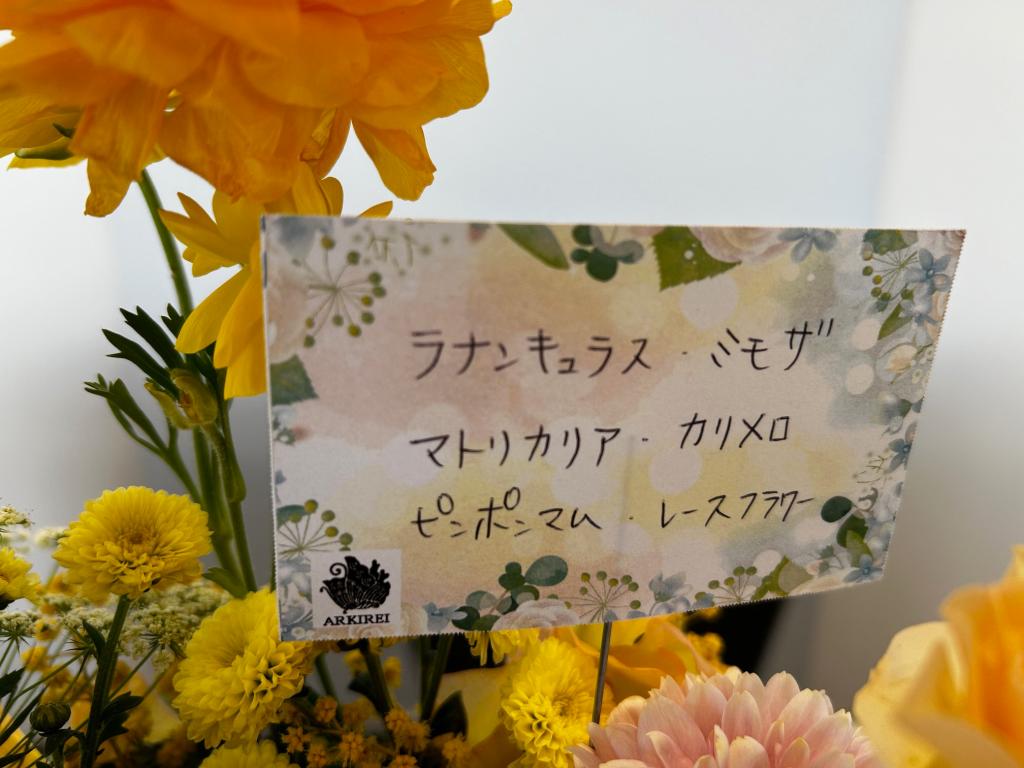 ラナンキュラス・ミモザ
マトリカリア・カリメロ
ピンポンマム・レースフラワー
ARKIREI